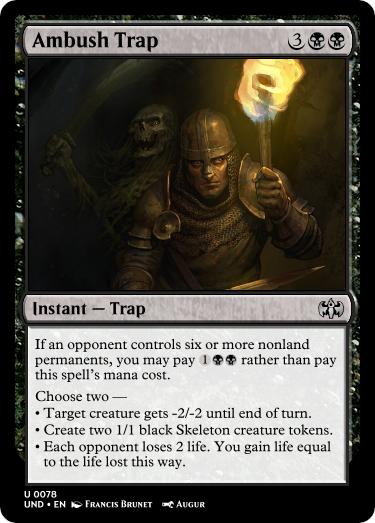 Ambush Trap 3
Instant — Trap
If an opponent controls six or more nonland
permanents, you may pay 1 rather than pay
this spell's mana cost.
Choose two —
• Target creature gets -2/-2 until end of turn.
• Create two 1/1 black Skeleton creature tokens.
• Each opponent loses 2 life. You gain life equal
to the life lost this way.
U 0078
UND • EN Francis Brunet Augur